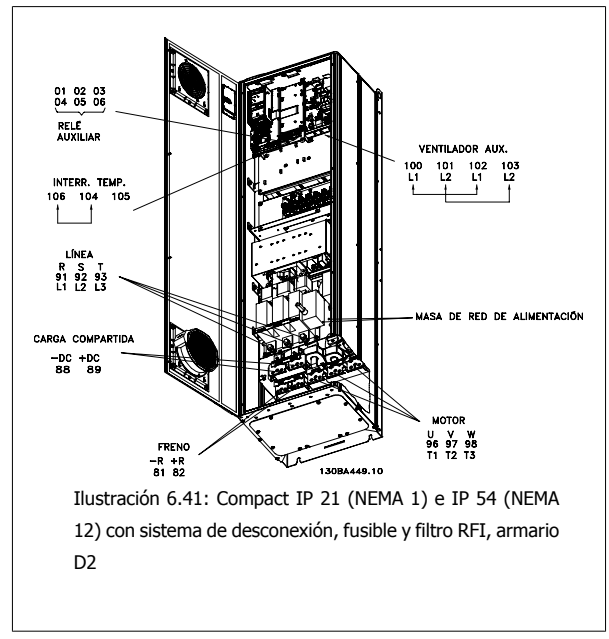 01 02 03
04 05 06
RELÉ
AUXILIAR
VENTILADOR AUX.
100 101 102 103
L1 L2 L1 L2
INTERR. TEMP.
106 104 105
LÍNEA
R S T
91 92 93
L1 L2 L3
MASA DE RED DE ALIMENTACIÓN
CARGA COMPARTIDA
-DC +DC
88 89
MOTOR
U V W
96 97 98
T1 T2 T3
FRENO
-R +R
81 82
130BA449.10
Ilustración 6.41: Compact IP 21 (NEMA 1) e IP 54 (NEMA
12) con sistema de desconexión, fusible y filtro RFI, armario
D2